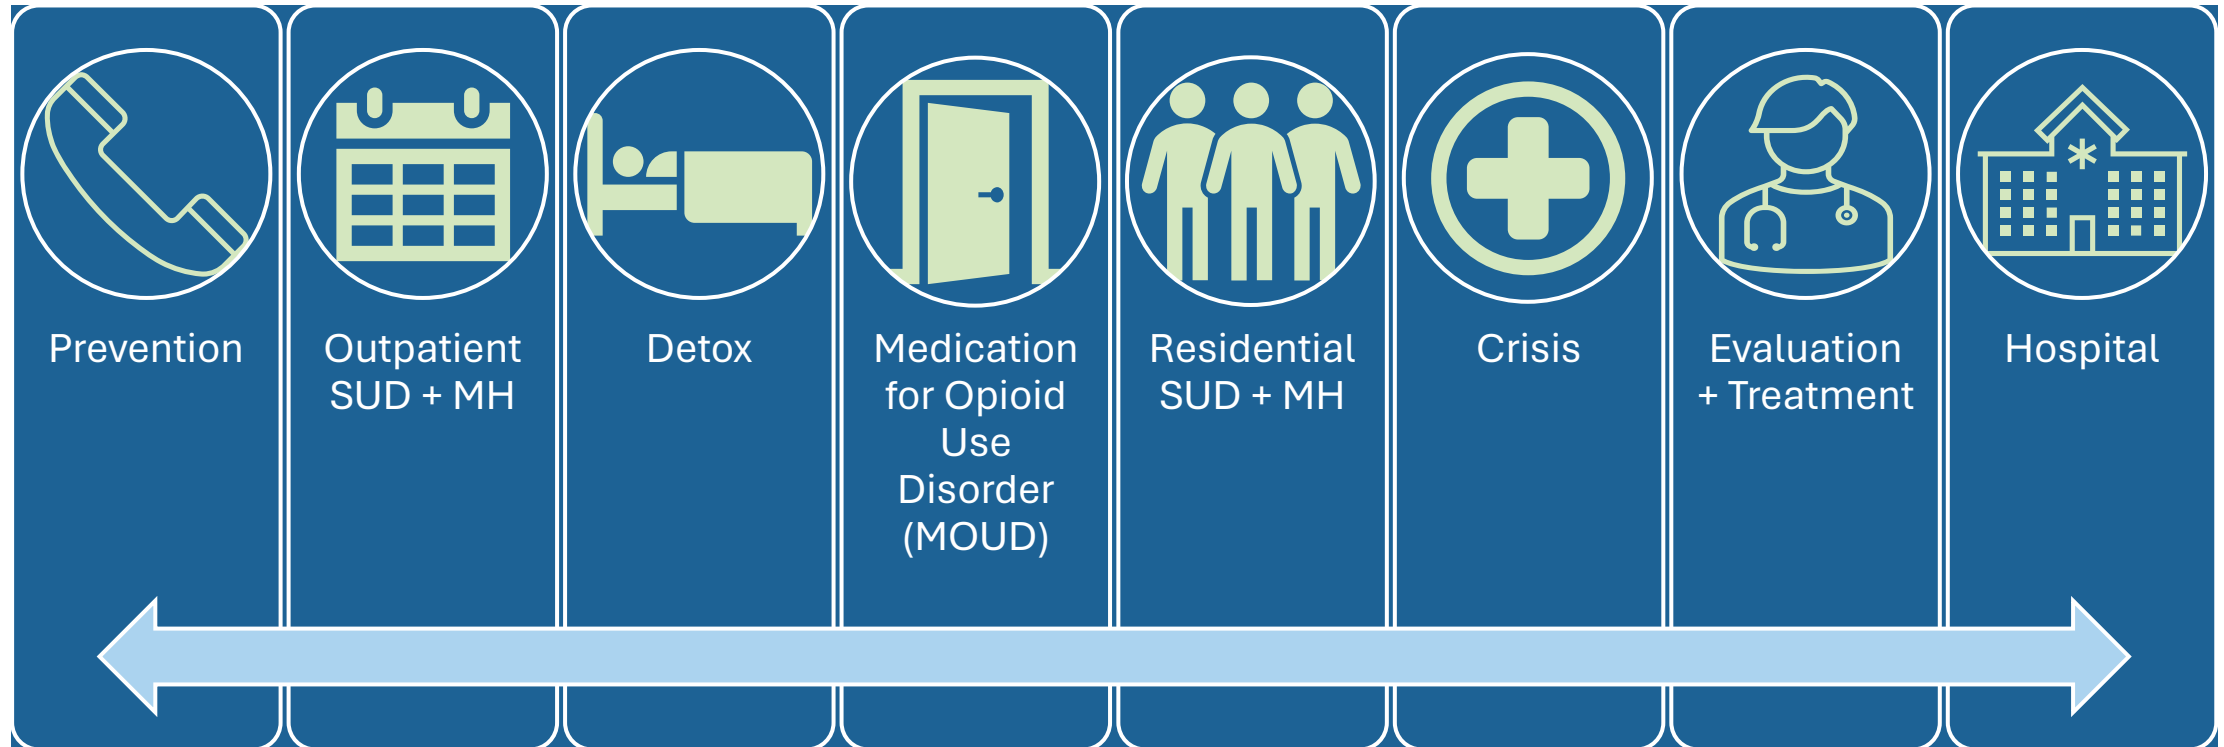 Prevention
Outpatient
SUD + MH
Detox
Medication
for Opioid
Use
Disorder
(MOUD)
Residential
SUD + MH
Crisis
Evaluation
+ Treatment
Hospital